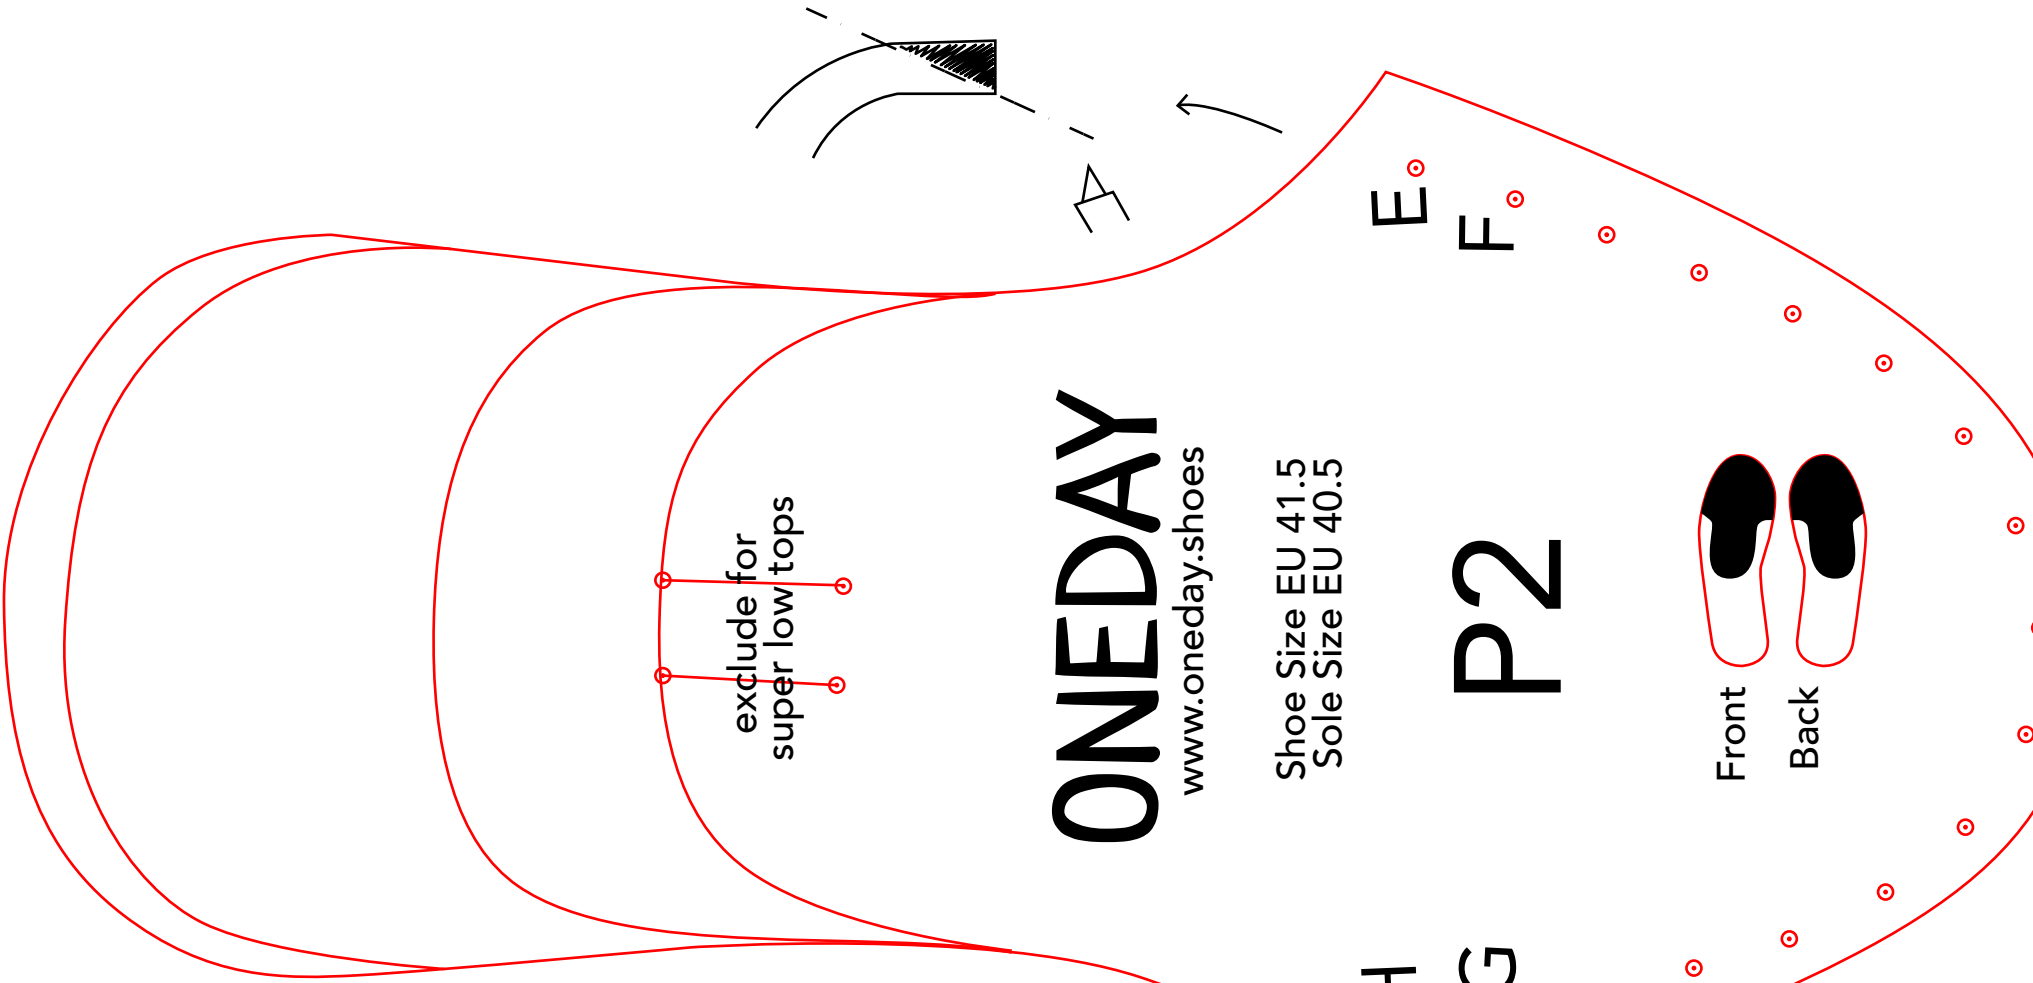 A
E
F
exclude for
super low tops
ONEDAY
www.oneday.shoes
Shoe Size EU 41.5
Sole Size EU 40.5
P2
Front
Back
H
G